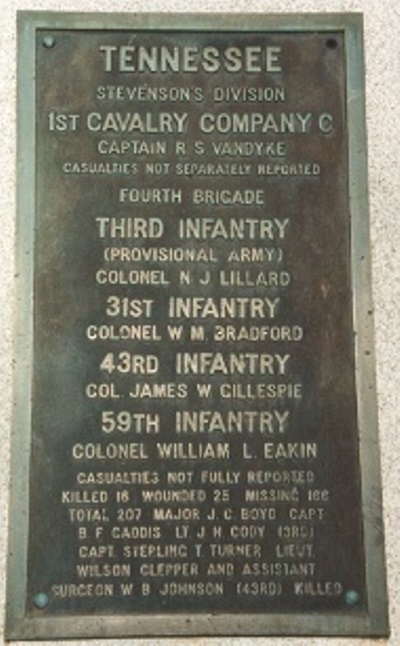 TENNESSEE
STEVENSON'S DIVISION
1ST CAVALRY COMPANY C
CAPTAIN R S VANDYKE
CASUALTIES NOT SEPARATELY REPORTED
FOURTH BRIGADE
THIRD INFANTRY
(PROVISIONAL ARMY)
COLONEL N J LILLARD
31ST INFANTRY
COLONEL W M. BRADFORD
43RD INFANTRY
COL. JAMES W GILLESPIE
59TH INFANTRY
COLONEL WILLIAM L. EAKIN
CASUALTIES NOT FULLY REPORTED
KILLED 16 WOUNDED 25 MISSING 166
TOTAL 207 MAJOR J. C. BOYD CAPT
B. F GADDIS LT. J H. CODY (3RD)
CAPT. STERLING T TURNER LIEUT.
WILSON CLEPPER AND ASSISTANT
SURGEON W B JOHNSON (43RD) KILLED